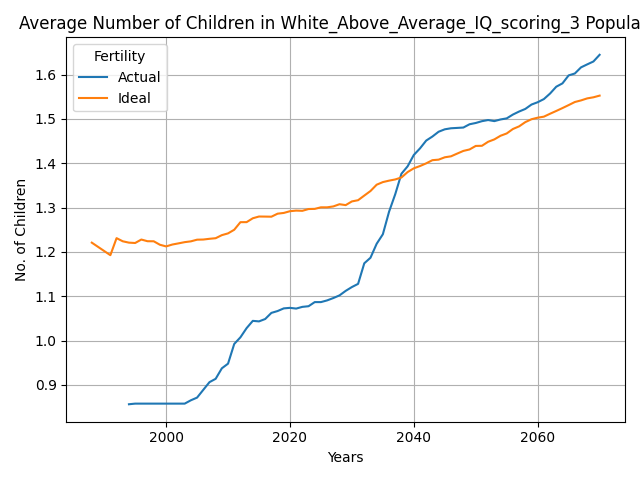 Average Number of Children in White_Above_Average_IQ_scoring_3 Popula
Fertility
Actual
Ideal
No. of Children
1.6
1.5
1.4
1.3
1.2
1.1
1.0
0.9
2000 2020 2040 2060
Years